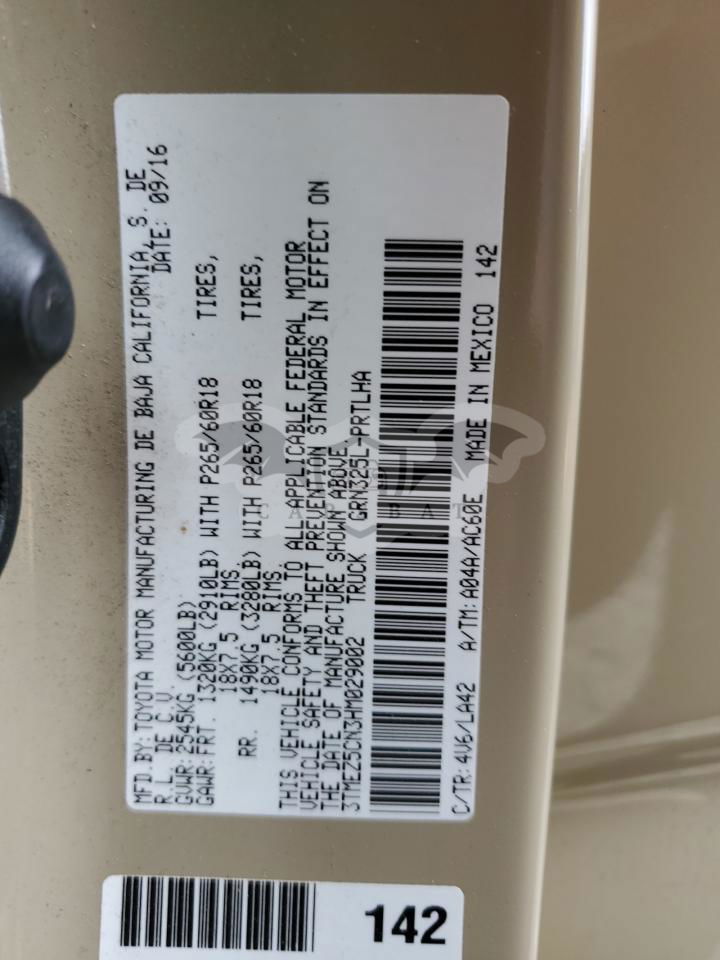 MFD.BY: TOYOTA MOTOR MANUFACTURING DE BAJA CALIFORNIA, S. DE
R.L. DE C.V. DATE: 09/16
GVWR: 2545KG (5600LB)
GAWR: FRT. 1320KG (2910LB) WITH P265/60R18 TIRES,
18X7.5 RIMS
RR. 1490KG (3280LB) WITH P265/60R18 TIRES,
18X7.5 RIMS
THIS VEHICLE CONFORMS TO ALL APPLICABLE FEDERAL MOTOR
VEHICLE SAFETY AND THEFT PREVENTION STANDARDS IN EFFECT ON
THE DATE OF MANUFACTURE SHOWN ABOVE.
3TMEZ5CN3HM029002 TRUCK GRN325L-PRTLHA
C/TR: 4V6/LA42 A/TM: A04A/AC60E MADE IN MEXICO 142
142
CAR BAT